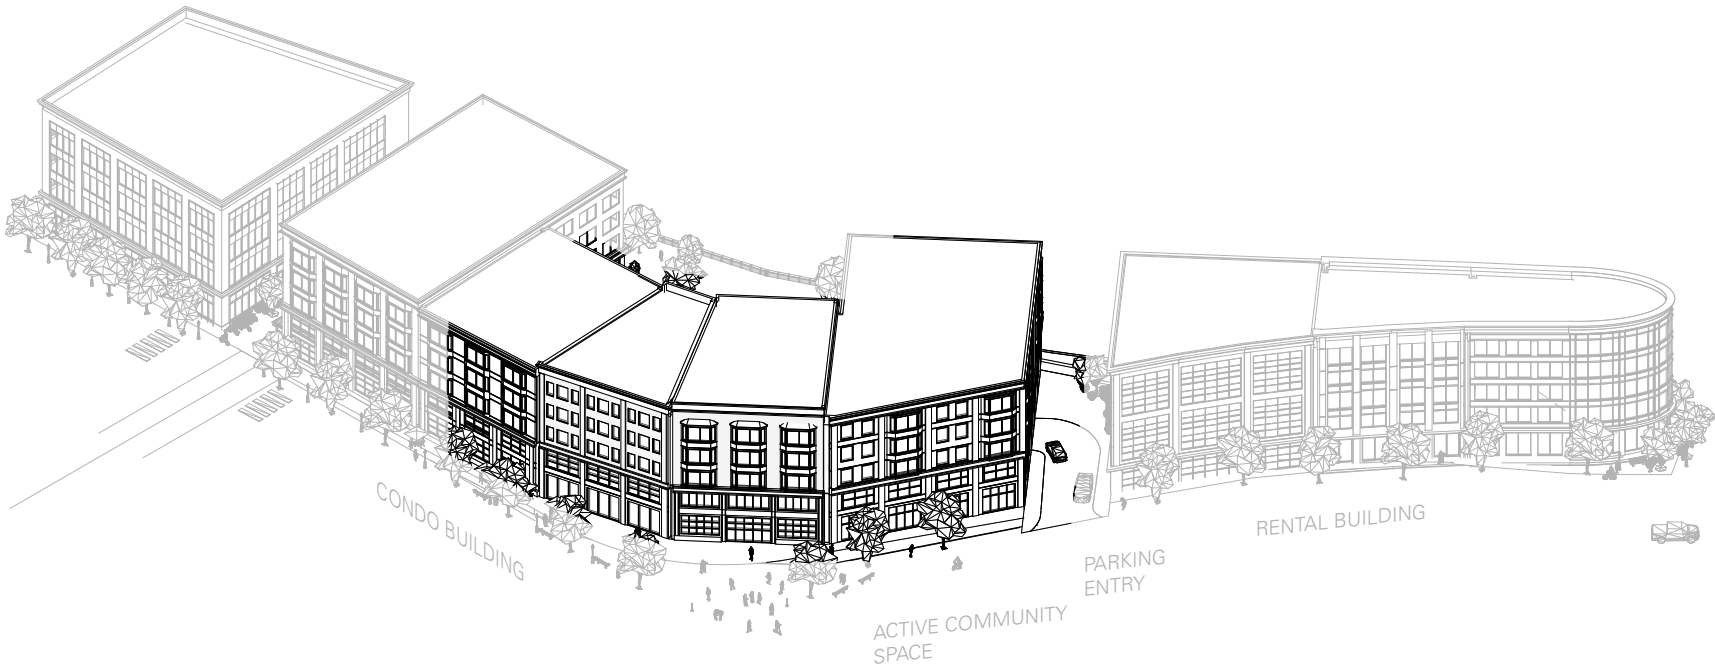 CONDO BUILDING
ACTIVE COMMUNITY
SPACE
PARKING
ENTRY
RENTAL BUILDING